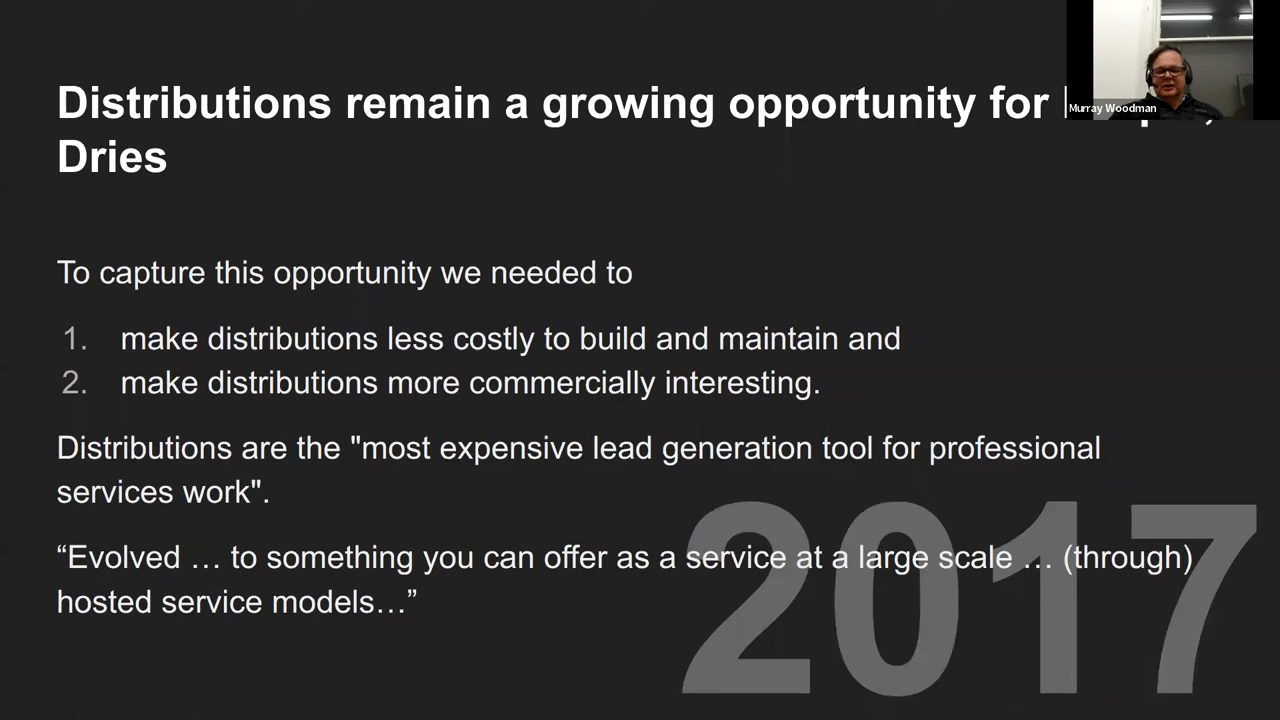 Distributions remain a growing opportunity for
Dries
Murray Woodman
To capture this opportunity we needed to
1. make distributions less costly to build and maintain and
2. make distributions more commercially interesting.
Distributions are the "most expensive lead generation tool for professional
services work".
“Evolved … to something you can offer as a service at a large scale … (through)
hosted service models…”
2017